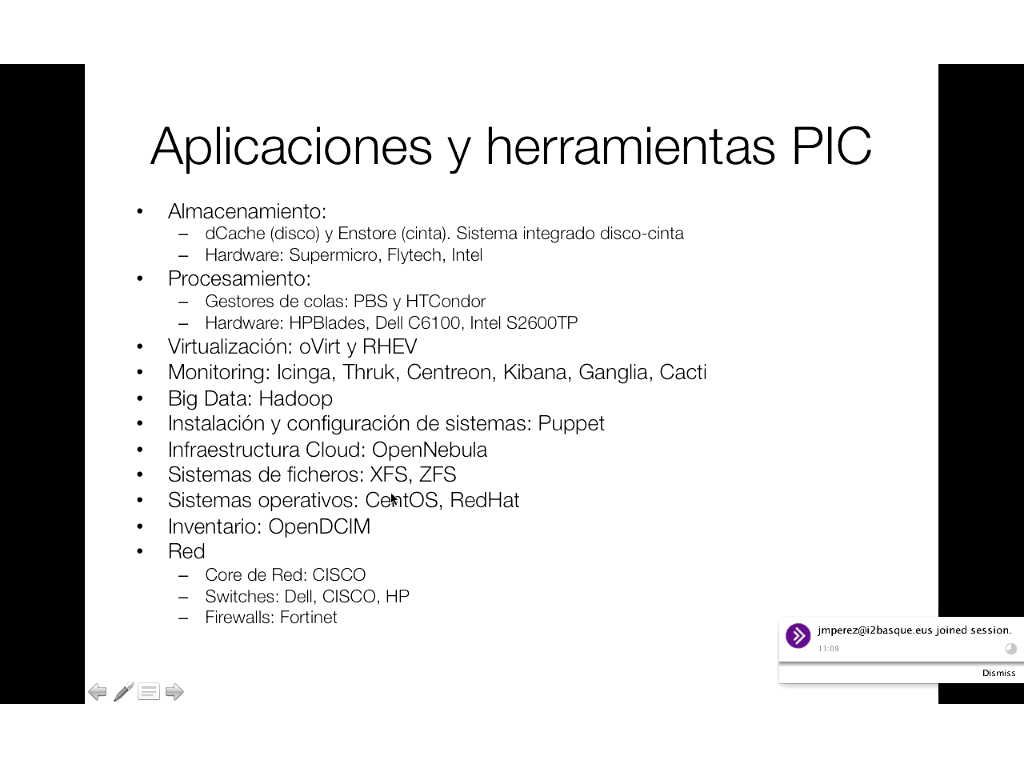 Aplicaciones y herramientas PIC
• Almacenamiento:
– dCache (disco) y Enstore (cinta). Sistema integrado disco-cinta
– Hardware: Supermicro, Flytech, Intel
• Procesamiento:
– Gestores de colas: PBS y HTCondor
– Hardware: HPBlades, Dell C6100, Intel S2600TP
• Virtualización: oVirt y RHEV
• Monitoring: Icinga, Thruk, Centreon, Kibana, Ganglia, Cacti
• Big Data: Hadoop
• Instalación y configuración de sistemas: Puppet
• Infraestructura Cloud: OpenNebula
• Sistemas de ficheros: XFS, ZFS
• Sistemas operativos: CentOS, RedHat
• Inventario: OpenDCIM
• Red
– Core de Red: CISCO
– Switches: Dell, CISCO, HP
– Firewalls: Fortinet
jmperez@i2basque.eus joined session.
11:09
Dismiss